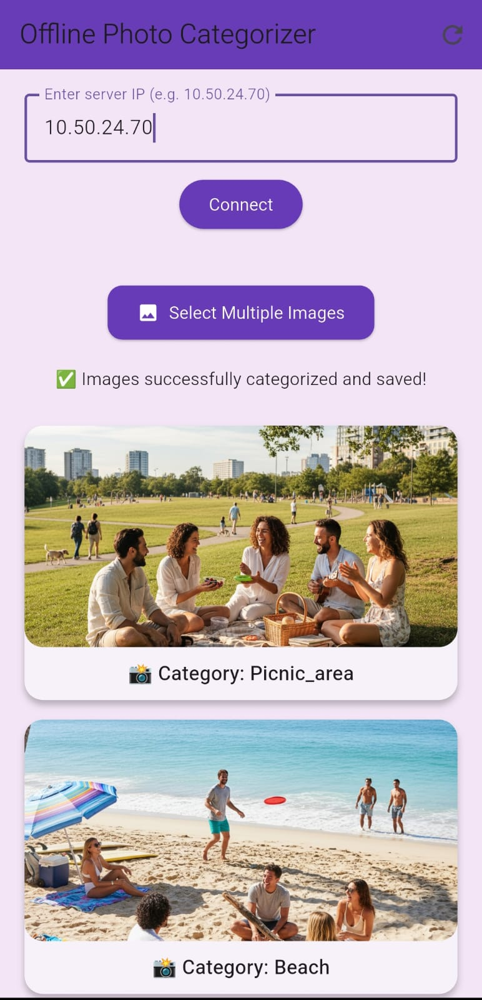 Offline Photo Categorizer
Enter server IP (e.g. 10.50.24.70)
10.50.24.70
Connect
Select Multiple Images
✅ Images successfully categorized and saved!
📸 Category: Picnic_area
📸 Category: Beach